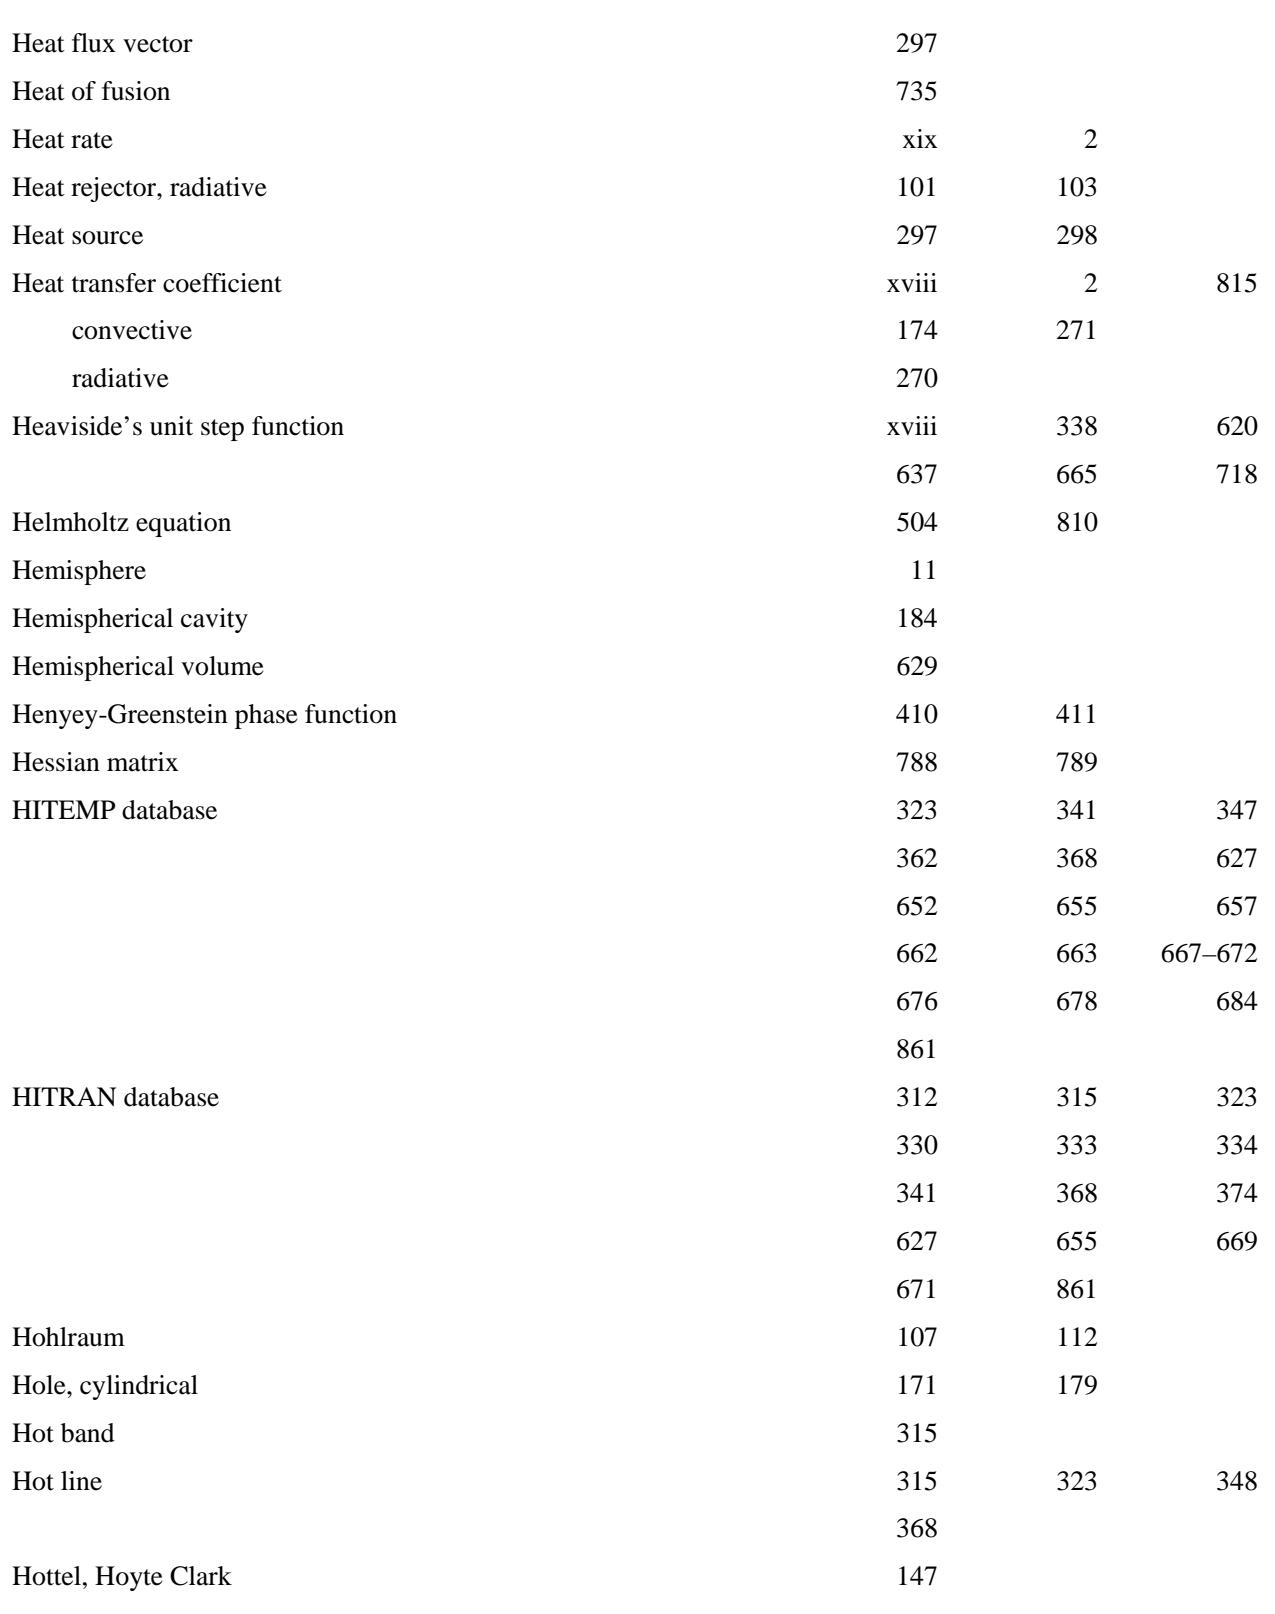 Heat flux vector 297
Heat of fusion 735
Heat rate xix 2
Heat rejector, radiative 101 103
Heat source 297 298
Heat transfer coefficient xviii 2 815
convective 174 271
radiative 270
Heaviside’s unit step function xviii 338 620
637 665 718
Helmholtz equation 504 810
Hemisphere 11
Hemispherical cavity 184
Hemispherical volume 629
Henyey-Greenstein phase function 410 411
Hessian matrix 788 789
HITEMP database 323 341 347
362 368 627
652 655 657
662 663 667–672
676 678 684
861
HITRAN database 312 315 323
330 333 334
341 368 374
627 655 669
671 861
Hohlraum 107 112
Hole, cylindrical 171 179
Hot band 315
Hot line 315 323 348
368
Hottel, Hoyte Clark 147